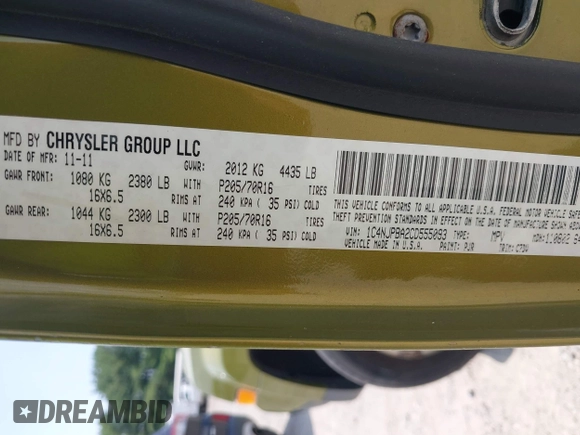 MFD BY CHRYSLER GROUP LLC
DATE OF MFR: 11-11 GVWR: 2012 KG 4435 LB
GAWR FRONT: 1080 KG 2380 LB WITH P205/70R16 TIRES
16X6.5 RIMS AT 240 KPA ( 35 PSI) COLD
GAWR REAR: 1044 KG 2300 LB WITH P205/70R16 TIRES
16X6.5 RIMS AT 240 KPA ( 35 PSI) COLD
THIS VEHICLE CONFORMS TO ALL APPLICABLE U.S.A. FEDERAL MOTOR VEHICLE SAFETY,
THEFT PREVENTION STANDARDS IN EFFECT ON THE DATE OF MANUFACTURE SHOWN
VIN: 1C4NJPBA2CD555093 TYPE: MPV
MADE IN U.S.A. PAINT: PJR TRIM:
DREAMBID